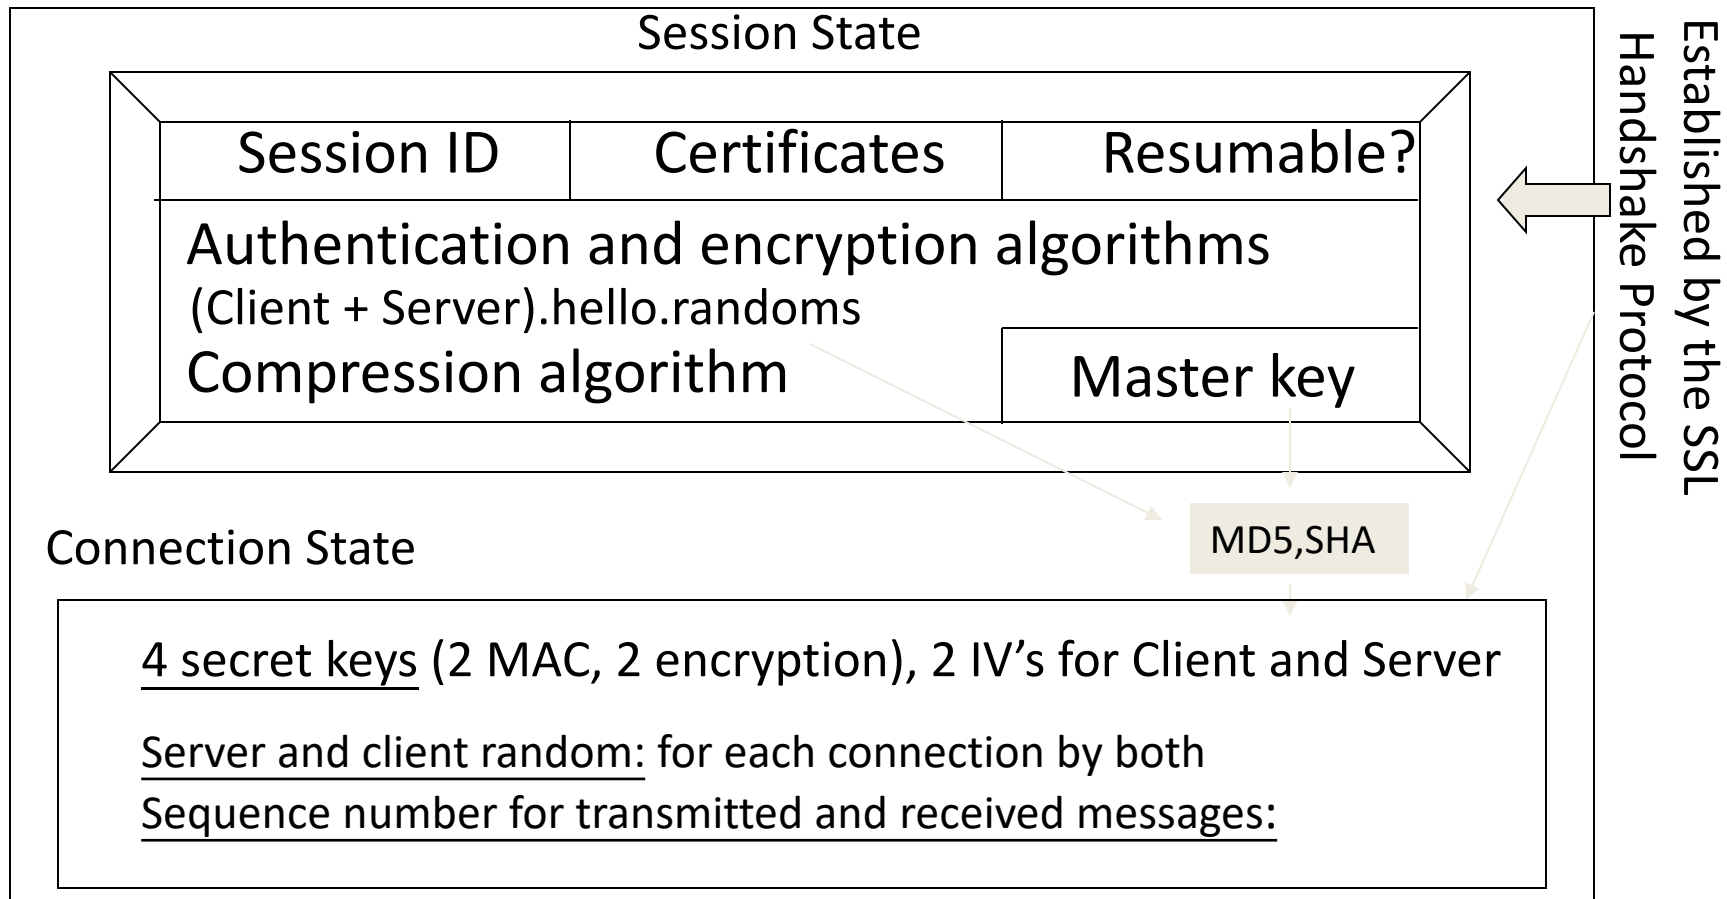 Session State
Session ID
Certificates
Resumable?
Authentication and encryption algorithms
(Client + Server).hello.randoms
Compression algorithm
Master key
Established by the SSL
Handshake Protocol
MD5,SHA
Connection State
4 secret keys (2 MAC, 2 encryption), 2 IV’s for Client and Server
Server and client random: for each connection by both
Sequence number for transmitted and received messages: